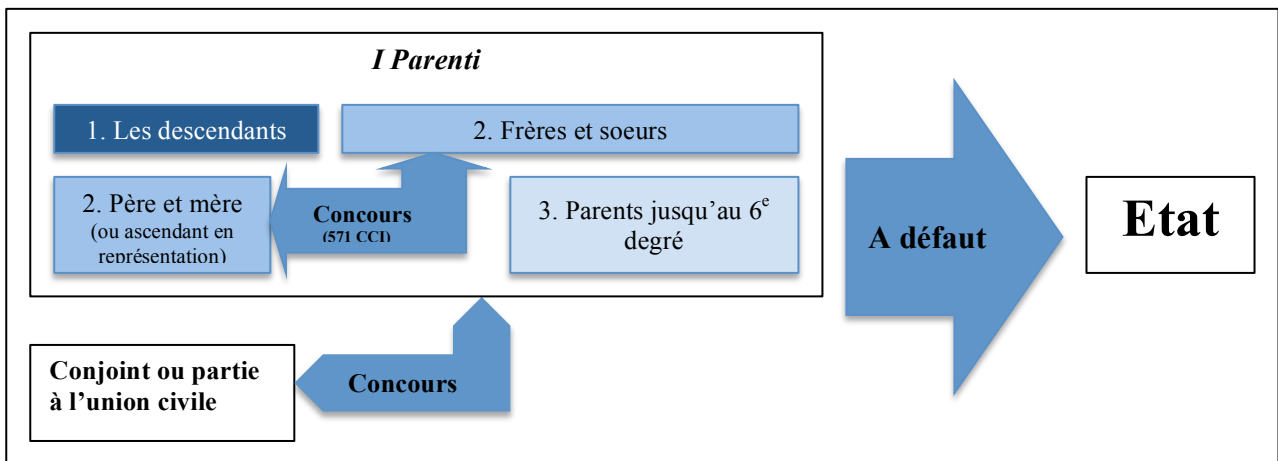 I Parenti
1. Les descendants
2. Frères et soeurs
2. Père et mère
(ou ascendant en
représentation)
Concours
(571 CCI)
3. Parents jusqu’au 6e
degré
A défaut
Etat
Conjoint ou partie
à l’union civile
Concours